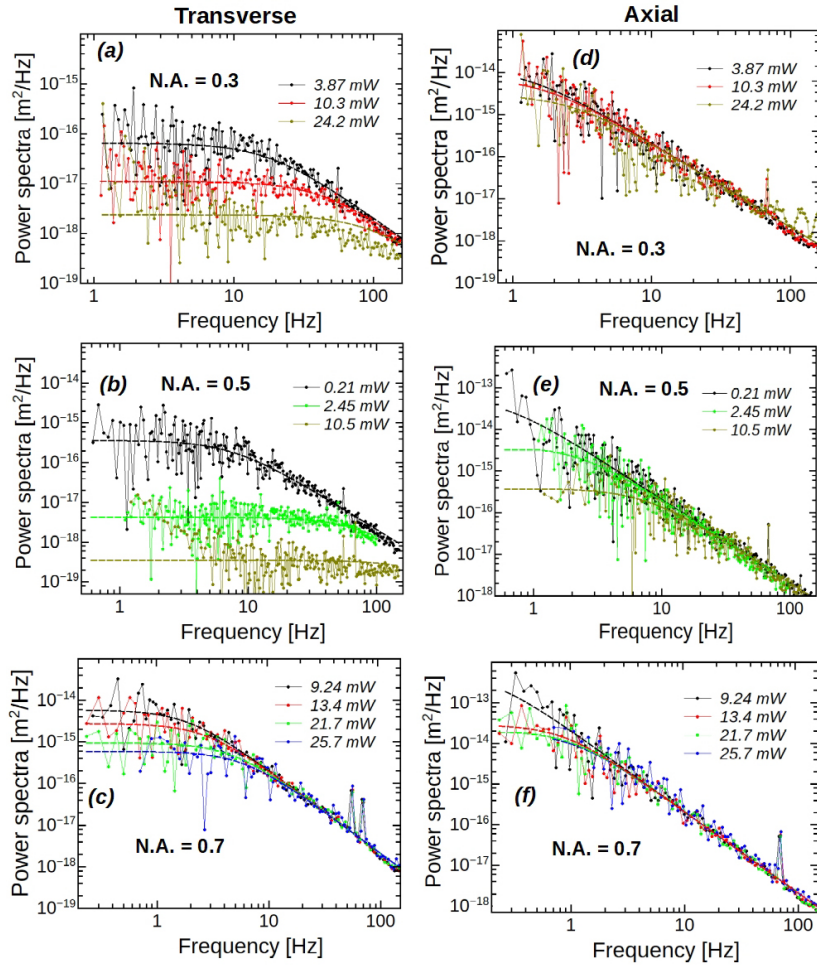 Transverse
Axial
(a)
N.A. = 0.3
3.87 mW
10.3 mW
24.2 mW
Power spectra [m²/Hz]
10⁻¹⁵
10⁻¹⁶
10⁻¹⁷
10⁻¹⁸
10⁻¹⁹
1
10
100
Frequency [Hz]
(d)
3.87 mW
10.3 mW
24.2 mW
N.A. = 0.3
Power spectra [m²/Hz]
10⁻¹⁴
10⁻¹⁵
10⁻¹⁶
10⁻¹⁷
10⁻¹⁸
10⁻¹⁹
1
10
100
Frequency [Hz]
(b)
N.A. = 0.5
0.21 mW
2.45 mW
10.5 mW
Power spectra [m²/Hz]
10⁻¹⁴
10⁻¹⁵
10⁻¹⁶
10⁻¹⁷
10⁻¹⁸
10⁻¹⁹
1
10
100
Frequency [Hz]
(e)
N.A. = 0.5
0.21 mW
2.45 mW
10.5 mW
Power spectra [m²/Hz]
10⁻¹³
10⁻¹⁴
10⁻¹⁵
10⁻¹⁶
10⁻¹⁷
10⁻¹⁸
1
10
100
Frequency [Hz]
(c)
N.A. = 0.7
9.24 mW
13.4 mW
21.7 mW
25.7 mW
Power spectra [m²/Hz]
10⁻¹⁴
10⁻¹⁵
10⁻¹⁶
10⁻¹⁷
10⁻¹⁸
10⁻¹⁹
1
10
100
Frequency [Hz]
(f)
N.A. = 0.7
9.24 mW
13.4 mW
21.7 mW
25.7 mW
Power spectra [m²/Hz]
10⁻¹³
10⁻¹⁴
10⁻¹⁵
10⁻¹⁶
10⁻¹⁷
10⁻¹⁸
1
10
100
Frequency [Hz]